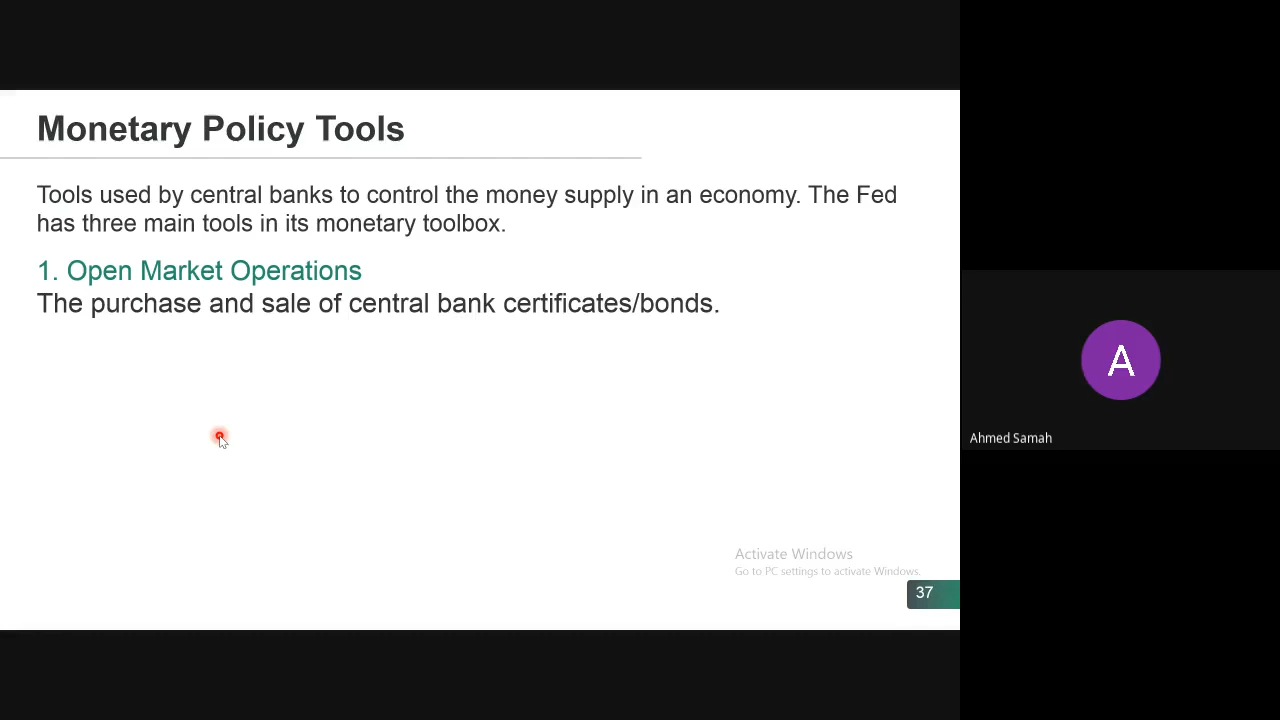 Monetary Policy Tools
Tools used by central banks to control the money supply in an economy. The Fed
has three main tools in its monetary toolbox.
1. Open Market Operations
The purchase and sale of central bank certificates/bonds.
A
Ahmed Samah
Activate Windows
Go to PC settings to activate Windows.
37